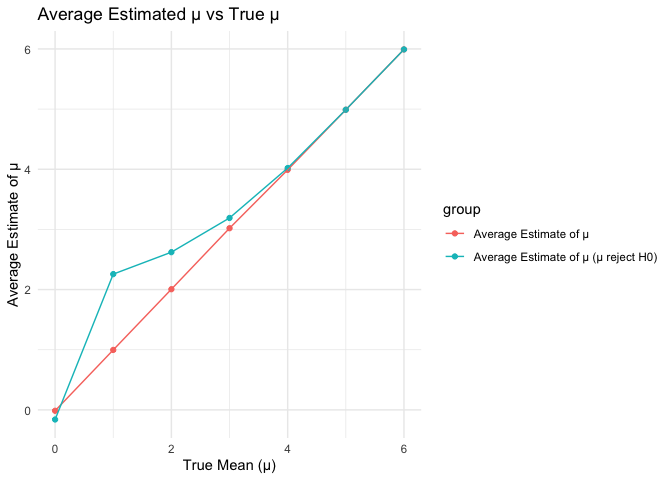 Average Estimated μ vs True μ
Average Estimate of μ
6
4
2
0
0 2 4 6
True Mean (μ)
group
Average Estimate of μ
Average Estimate of μ (μ reject H0)